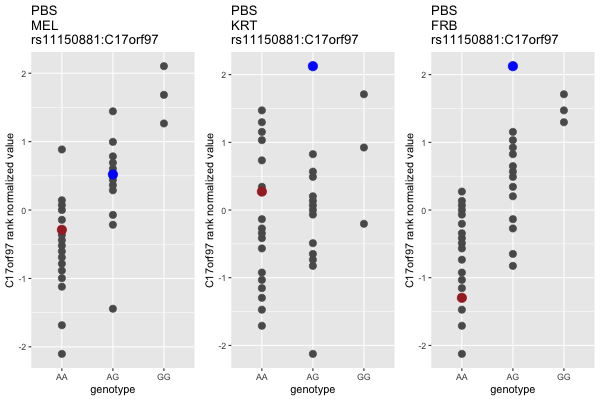 PBS
MEL
rs11150881:C17orf97
PBS
KRT
rs11150881:C17orf97
PBS
FRB
rs11150881:C17orf97
C17orf97 rank normalized value
2
1
0
-1
-2
AA AG GG
genotype
C17orf97 rank normalized value
2
1
0
-1
-2
AA AG GG
genotype
C17orf97 rank normalized value
2
1
0
-1
-2
AA AG GG
genotype